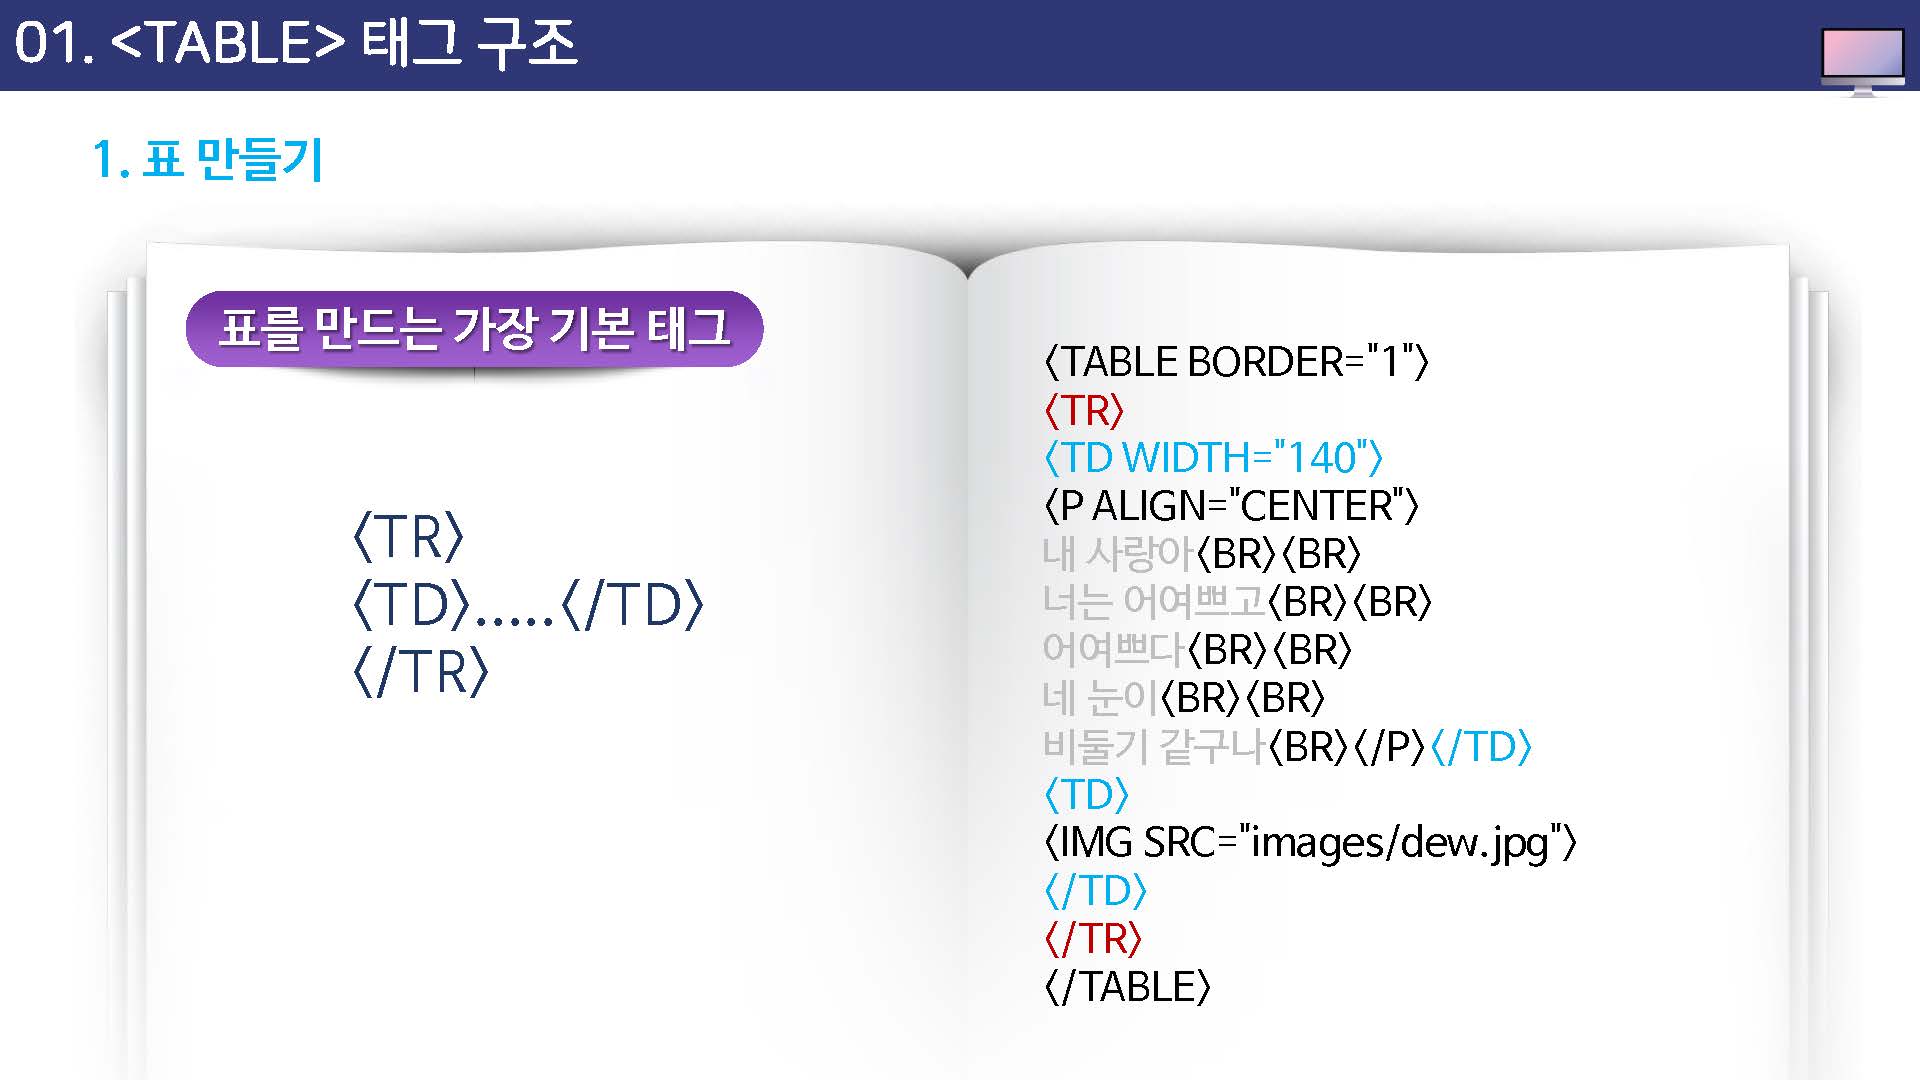 01. <TABLE> 태그 구조
1. 표 만들기
표를 만드는 가장 기본 태그
<TR>
<TD>.....</TD>
</TR>
<TABLE BORDER="1">
<TR>
<TD WIDTH="140">
<P ALIGN="CENTER">
내 사랑아<BR><BR>
너는 어여쁘고<BR><BR>
어여쁘다<BR><BR>
네 눈이<BR><BR>
비둘기 같구나<BR></P></TD>
<TD>
<IMG SRC="images/dew.jpg">
</TD>
</TR>
</TABLE>